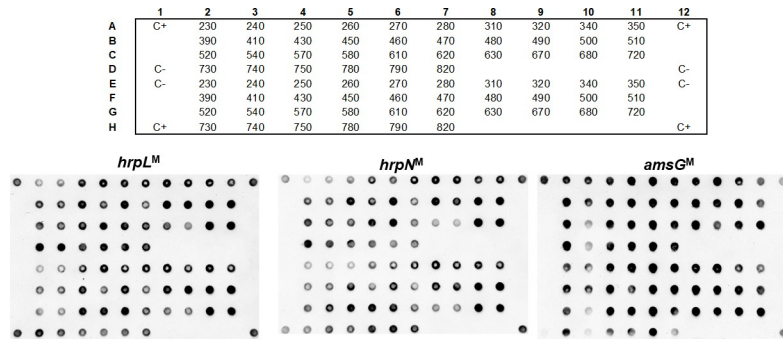 1 2 3 4 5 6 7 8 9 10 11 12
A C+ 230 240 250 260 270 280 310 320 340 350 C+
B 390 410 430 450 460 470 480 490 500 510
C 520 540 570 580 610 620 630 670 680 720
D C- 730 740 750 780 790 820 C-
E C- 230 240 250 260 270 280 310 320 340 350 C-
F 390 410 430 450 460 470 480 490 500 510
G 520 540 570 580 610 620 630 670 680 720
H C+ 730 740 750 780 790 820 C+
hrpLᴹ hrpNᴹ amsGᴹ